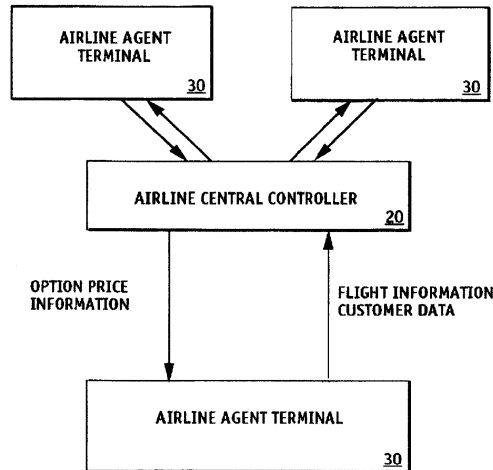 AIRLINE AGENT
TERMINAL
30
AIRLINE AGENT
TERMINAL
30
AIRLINE CENTRAL CONTROLLER
20
OPTION PRICE
INFORMATION
FLIGHT INFORMATION
CUSTOMER DATA
AIRLINE AGENT TERMINAL
30